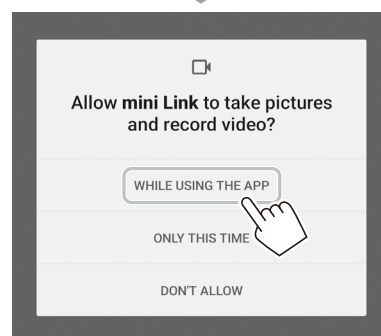 Allow mini Link to take pictures
and record video?
WHILE USING THE APP
ONLY THIS TIME
DON'T ALLOW